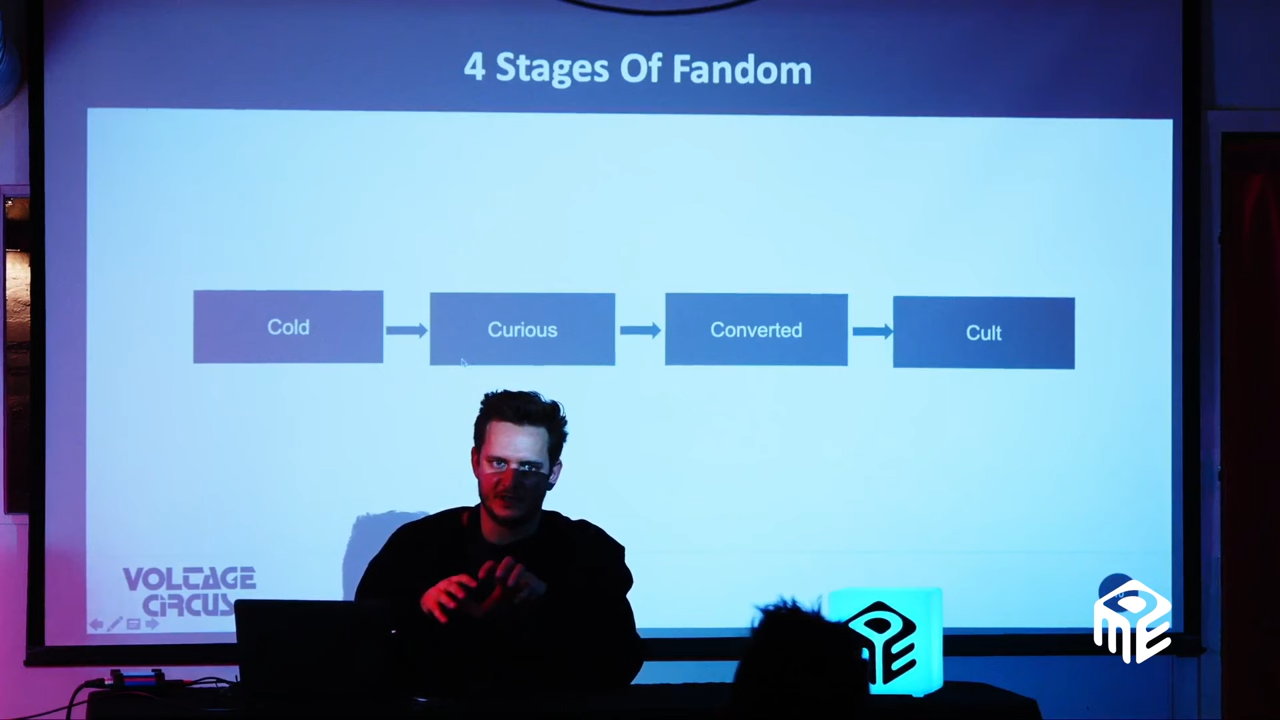 4 Stages Of Fandom
Cold
Curious
Converted
Cult
VOLTAGE
CIRCUS